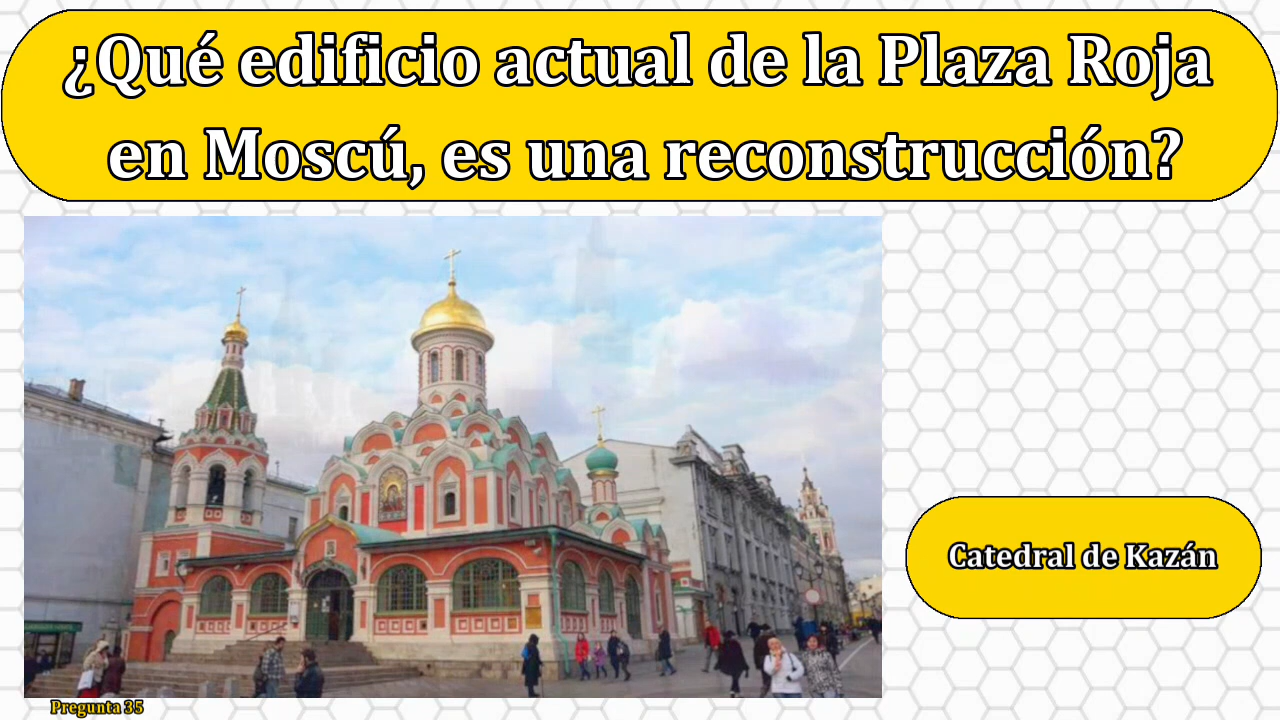 ¿Qué edificio actual de la Plaza Roja
en Moscú, es una reconstrucción?
Catedral de Kazán
Pregunta 35